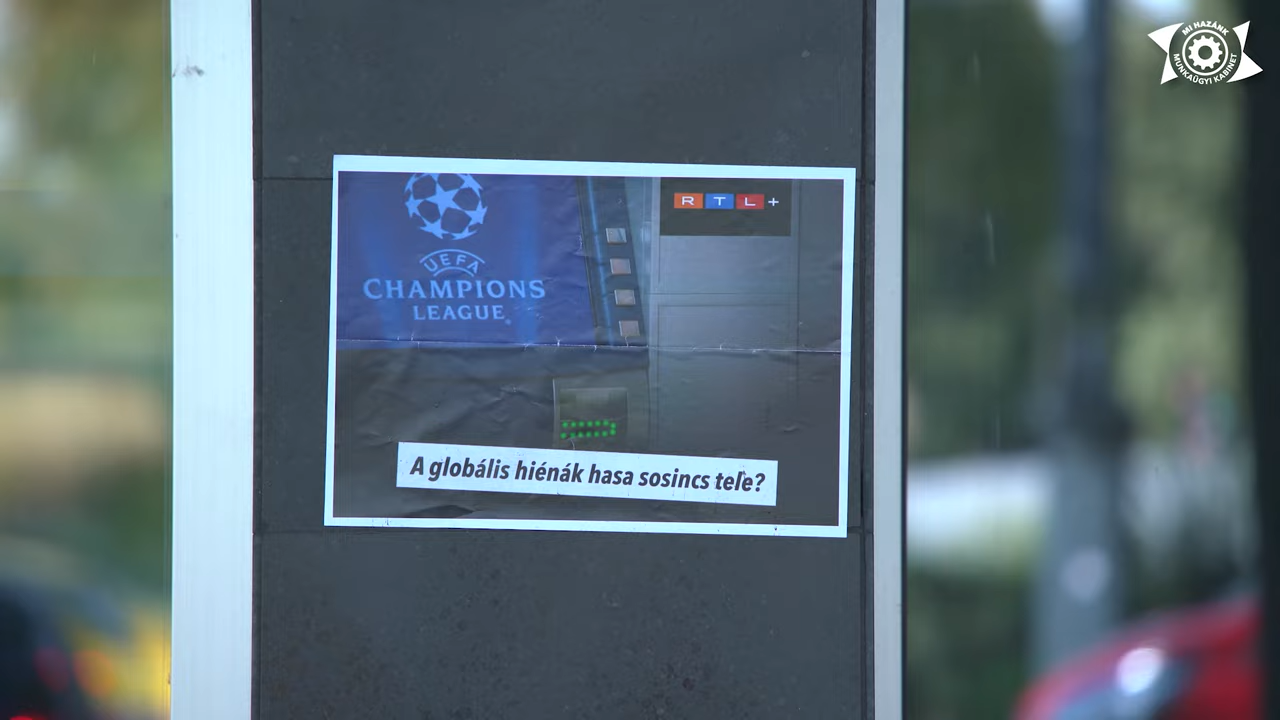 MI HAZÁNK
MUNKAÜGYI KABINET
RTL+
UEFA
CHAMPIONS
LEAGUE
A globális hiénák hasa sosincs tele?